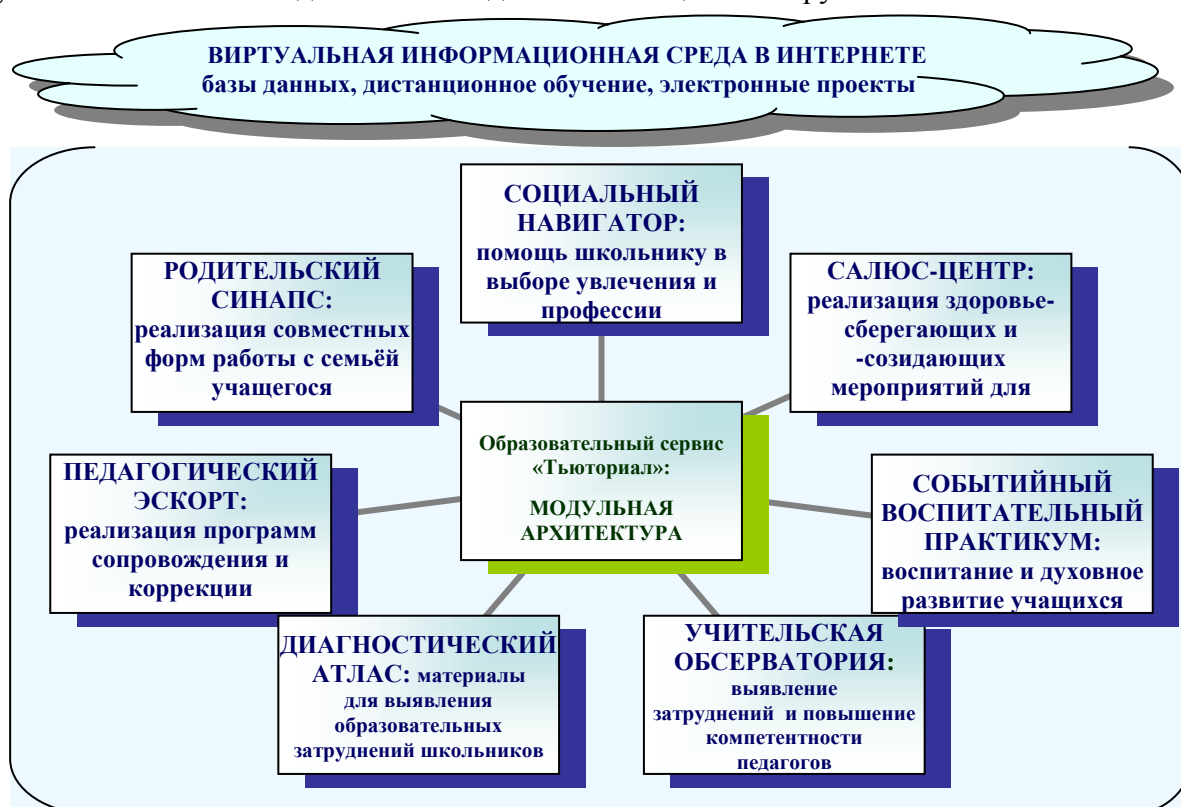 ВИРТУАЛЬНАЯ ИНФОРМАЦИОННАЯ СРЕДА В ИНТЕРНЕТЕ
базы данных, дистанционное обучение, электронные проекты
СОЦИАЛЬНЫЙ
НАВИГАТОР:
помощь школьнику в
выборе увлечения и
профессии
РОДИТЕЛЬСКИЙ
СИНАПС:
реализация совместных
форм работы с семьёй
учащегося
САЛЮС-ЦЕНТР:
реализация здоровье-
сберегающих и
-созидающих
мероприятий для
Образовательный сервис
«Тьюториал»:
МОДУЛЬНАЯ
АРХИТЕКТУРА
ПЕДАГОГИЧЕСКИЙ
ЭСКОРТ:
реализация программ
сопровождения и
коррекции
СОБЫТИЙНЫЙ
ВОСПИТАТЕЛЬНЫЙ
ПРАКТИКУМ:
воспитание и духовное
развитие учащихся
ДИАГНОСТИЧЕСКИЙ
АТЛАС: материалы
для выявления
образовательных
затруднений школьников
УЧИТЕЛЬСКАЯ
ОБСЕРВАТОРИЯ:
выявление
затруднений и повышение
компетентности
педагогов